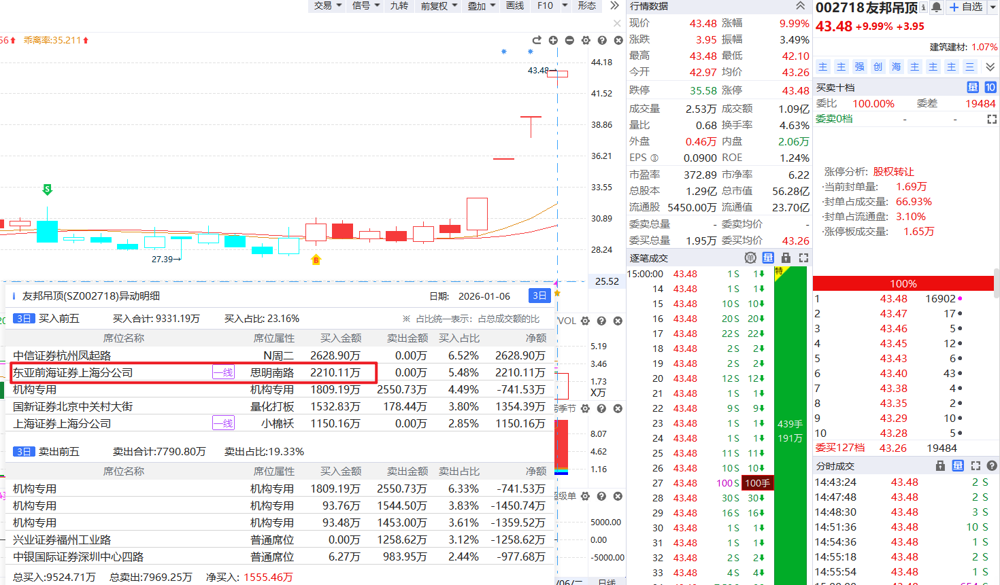 交易 信号 九转 前复权 叠加 画线 F10 形态
66 乖离率:35.211
43.48
27.39
S
B
44.18
41.52
38.86
36.21
33.55
30.89
28.24
25.52
VOL
5.19
3.46
1.73
X万
8.07
4.62
1.16
级单
5000.00
0.00
-5000.00
/06/二 日线
友邦吊顶(SZ002718)异动明细 日期: 2026-01-06 3日
3日 买入前五 买入合计: 9331.19万 买入占比: 23.16% ※ 占比统一表示: 占总成交额的比
席位名称 席位属性 买入金额 卖出金额 买入占比 净额
中信证券杭州凤起路 N周二 2628.90万 0.00万 6.52% 2628.90万
东亚前海证券上海分公司 一线 思明南路 2210.11万 0.00万 5.48% 2210.11万
机构专用 机构专用 1809.19万 2550.73万 4.49% -741.53万
国新证券北京中关村大街 量化打板 1532.83万 178.44万 3.80% 1354.39万
上海证券上海分公司 一线 小棉袄 1150.16万 0.00万 2.85% 1150.16万
3日 卖出前五 卖出合计:7790.80万 卖出占比:19.33%
席位名称 席位属性 买入金额 卖出金额 卖出占比 净额
机构专用 机构专用 1809.19万 2550.73万 6.33% -741.53万
机构专用 机构专用 93.76万 1544.50万 3.83% -1450.74万
机构专用 机构专用 93.48万 1453.00万 3.61% -1359.52万
兴业证券福州工业路 普通席位 0.00万 1258.62万 3.12% -1258.62万
中银国际证券深圳中心四路 普通席位 6.27万 983.95万 2.44% -977.68万
总买入:9524.71万 总卖出:7969.25万 净买入: 1555.46万
行情数据
现价 43.48 涨幅 9.99%
涨跌 3.95 振幅 3.49%
最高 43.48 最低 42.10
今开 42.97 均价 43.26
跌停 35.58 涨停 43.48
成交量 2.53万 成交额 1.09亿
量比 0.68 换手率 4.63%
外盘 0.46万 内盘 2.06万
EPS ③ 0.0900 ROE 1.24%
市盈率 372.89 市净率 6.22
总股本 1.29亿 总市值 56.28亿
流通股 5450.00万 流通值 23.70亿
委卖总量 - 委卖均价 -
委买总量 1.95万 委买均价 43.26
逐笔成交 单 量
15:00:00 43.48 1 S 1
14 43.48 1 S 1
15 43.48 10 S 10
16 43.48 20 S 20
17 43.48 22 S 22
18 43.48 2 S 2
19 43.48 2 S 2
20 43.48 12 S 12
21 43.48 1 S 1
22 43.48 9 S 9
23 43.48 1 S 1
24 43.48 1 S 1
25 43.48 11 S 11
26 43.48 10 S 10
27 43.48 100 S 100手
28 43.48 30 S 30
29 43.48 16 S 16
30 43.48 1 S 1
31 43.48 1 S 1
32 43.48 2 S 2
33 43.48 4 S 4
特
439手
191万
002718友邦吊顶 自选
43.48 +9.99% +3.95
建筑建材: 1.07%
主 主 强 创 海 主 主 主 三
买卖十档 量 10
委比 100.00% 委差 19484
委卖0档 - -
涨停分析: 股权转让
·当前封单量: 1.69万
·封单占成交量: 66.93%
·封单占流通盘: 3.10%
·涨停板成交量: 1.65万
100%
1 43.48 16902
2 43.47 17
3 43.46 5
4 43.45 12
5 43.43 6
6 43.40 43
7 43.38 4
8 43.35 2
9 43.29 10
10 43.28 5
委买127档 43.26 19484
分时成交 量
14:43:24 43.48 2 S
14:47:48 43.48 2 S
14:48:30 43.48 3 S
14:51:36 43.48 10 S
14:54:36 43.48 1 S
14:55:18 43.48 2 S
14:55:54 43.48 1 S